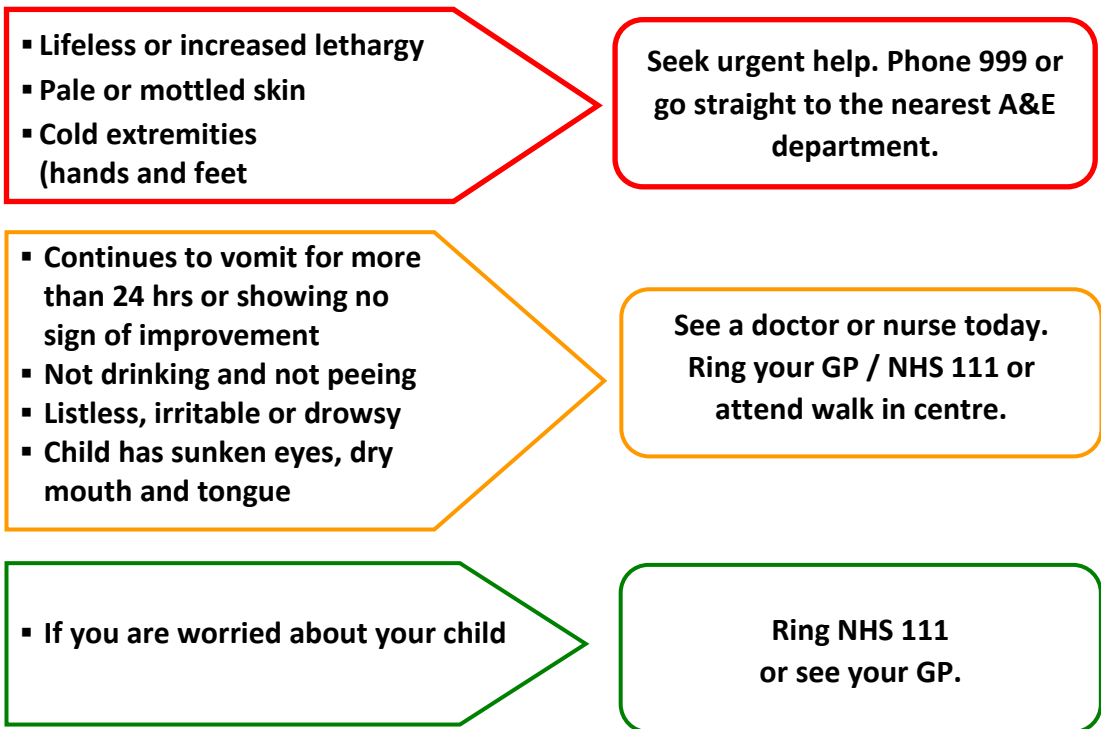 ▪ Lifeless or increased lethargy
▪ Pale or mottled skin
▪ Cold extremities
(hands and feet
Seek urgent help. Phone 999 or
go straight to the nearest A&E
department.
▪ Continues to vomit for more
than 24 hrs or showing no
sign of improvement
▪ Not drinking and not peeing
▪ Listless, irritable or drowsy
▪ Child has sunken eyes, dry
mouth and tongue
See a doctor or nurse today.
Ring your GP / NHS 111 or
attend walk in centre.
▪ If you are worried about your child
Ring NHS 111
or see your GP.